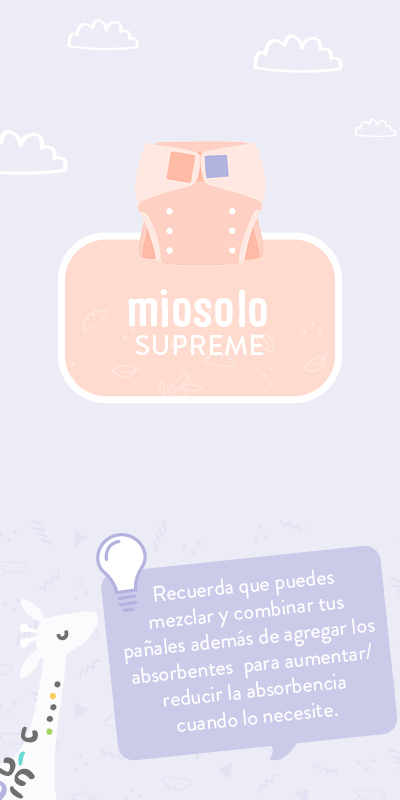 miosolo
SUPREME
Recuerda que puedes
mezclar y combinar tus
pañales además de agregar los
absorbentes para aumentar/
reducir la absorbencia
cuando lo necesite.